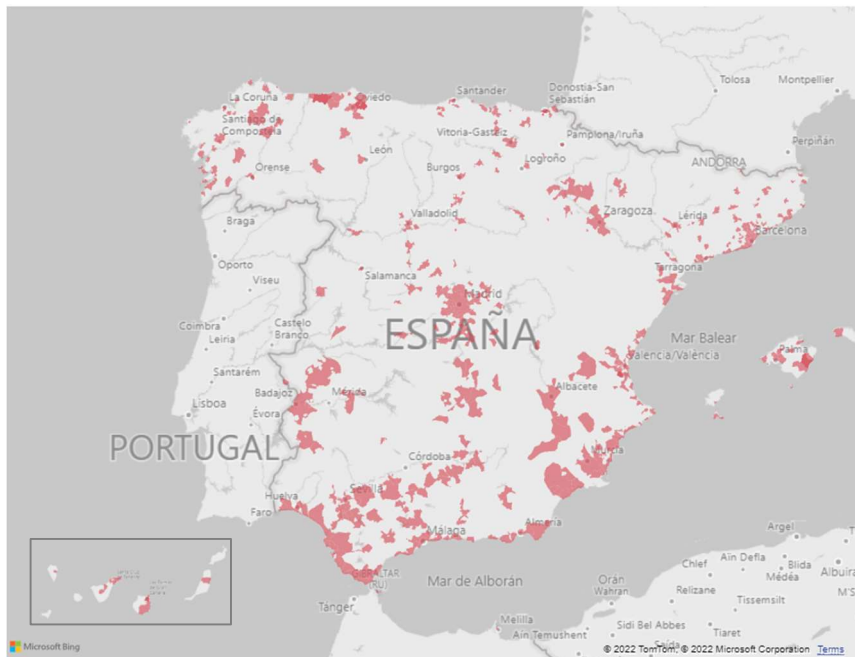 Tolosa
Montpellier
La Coruña
Oviedo
Santander
Donostia-San
Sebastián
Santiago de
Compostela
Vitoria-Gasteiz
Pamplona/Iruña
Perpiñán
León
Orense
Burgos
Logroño
ANDORRA
Braga
Valladolid
Zaragoza
Lérida
Barcelona
Oporto
Viseu
Salamanca
Tarragona
Madrid
Coimbra
Leiria
Castelo
Branco
ESPAÑA
Mar Balear
Valencia/València
Palma
Santarém
Badajoz
Mérida
Albacete
Lisboa
Évora
PORTUGAL
Córdoba
Murcia
Huelva
Sevilla
Faro
Málaga
Almería
GIBRALTAR
(RU)
Mar de Alborán
Tánger
Argel
Orán
Wahran
Chlef
Aïn Defla
Blida
Médéa
Albuira
Relizane
Tissemsilt
M'S
Melilla
Aïn Temushent
Sidi Bel Abbes
Tiaret
Saída
Microsoft Bing
© 2022 TomTom, © 2022 Microsoft Corporation Terms